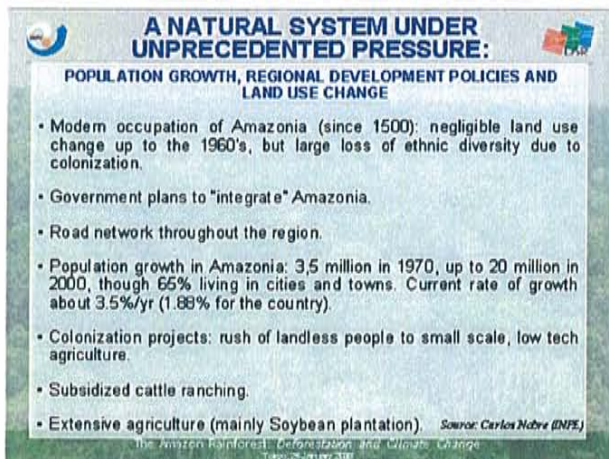 A NATURAL SYSTEM UNDER
UNPRECEDENTED PRESSURE:
POPULATION GROWTH, REGIONAL DEVELOPMENT POLICIES AND
LAND USE CHANGE
• Modern occupation of Amazonia (since 1500): negligible land use
change up to the 1960's, but large loss of ethnic diversity due to
colonization.
• Government plans to "integrate" Amazonia.
• Road network throughout the region.
• Population growth in Amazonia: 3,5 million in 1970, up to 20 million in
2000, though 65% living in cities and towns. Current rate of growth
about 3.5%/yr (1.88% for the country).
• Colonization projects: rush of landless people to small scale, low tech
agriculture.
• Subsidized cattle ranching.
• Extensive agriculture (mainly Soybean plantation). Source: Carlos Nobre (INPE)
The Amazon Rainforest: Deforestation and Climate Change